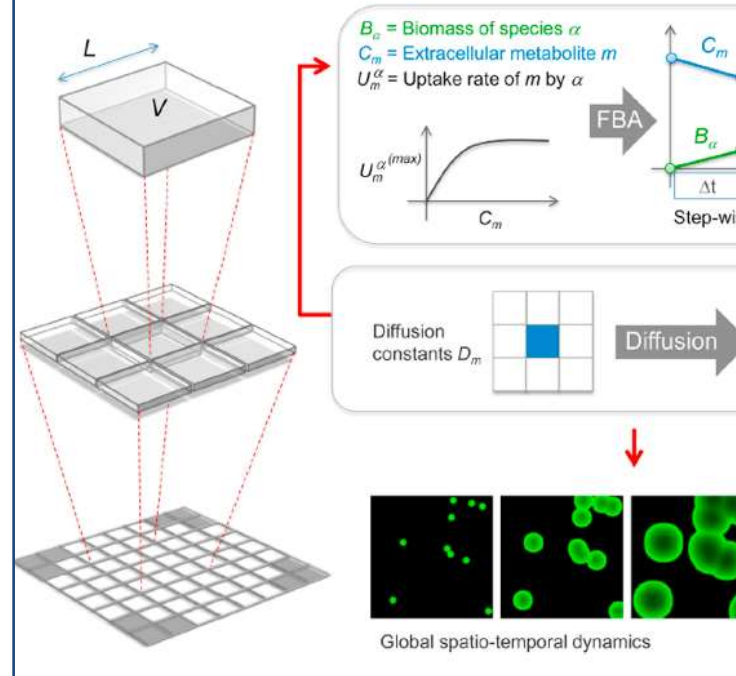 L
V
B_α = Biomass of species α
C_m = Extracellular metabolite m
U_m^α = Uptake rate of m by α
U_m^α (max)
C_m
FBA
C_m
B_α
Δt
Diffusion
constants D_m
Diffusion
Global spatio-temporal dynamics